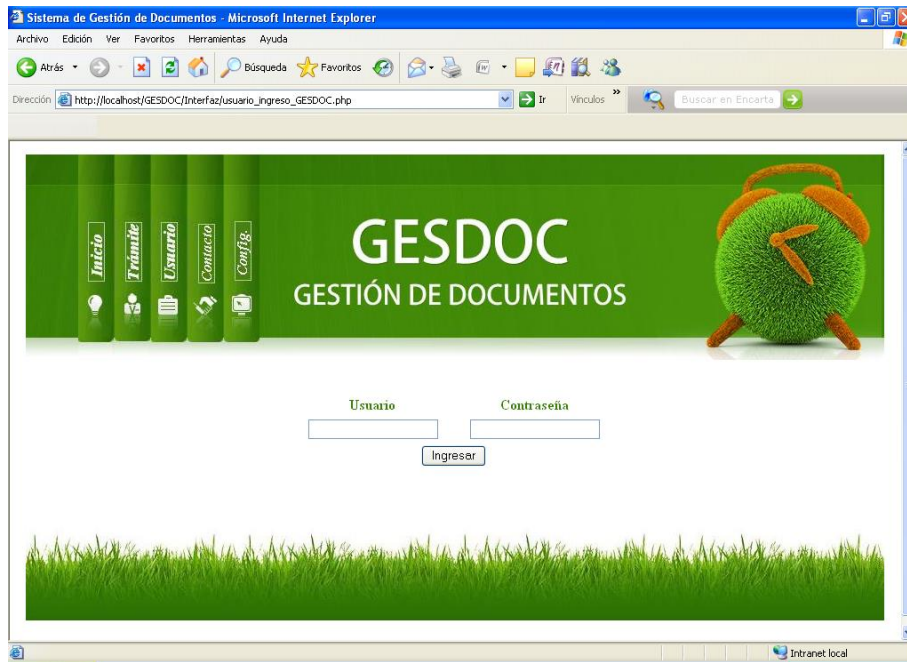 Sistema de Gestión de Documentos - Microsoft Internet Explorer
Archivo Edición Ver Favoritos Herramientas Ayuda
Atrás Búsqueda Favoritos
Dirección http://localhost/GESDOC/Interfaz/usuario_ingreso_GESDOC.php Ir Vínculos » Buscar en Encarta
Inicio
Trámite
Usuario
Contacto
Config.
GESDOC
GESTIÓN DE DOCUMENTOS
Usuario Contraseña
Ingresar
Intranet local